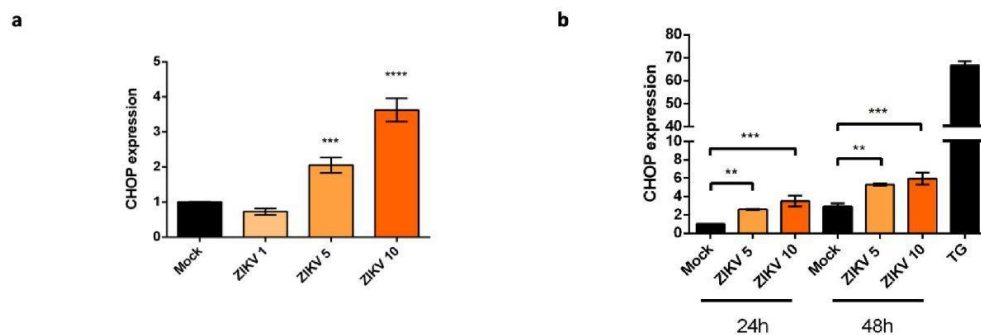 a
CHOP expression
5
4
3
2
1
0
***
****
Mock
ZIKV 1
ZIKV 5
ZIKV 10
b
CHOP expression
80
70
60
50
40
10
8
6
4
2
0
**
***
**
***
Mock
ZIKV 5
ZIKV 10
Mock
ZIKV 5
ZIKV 10
TG
24h
48h